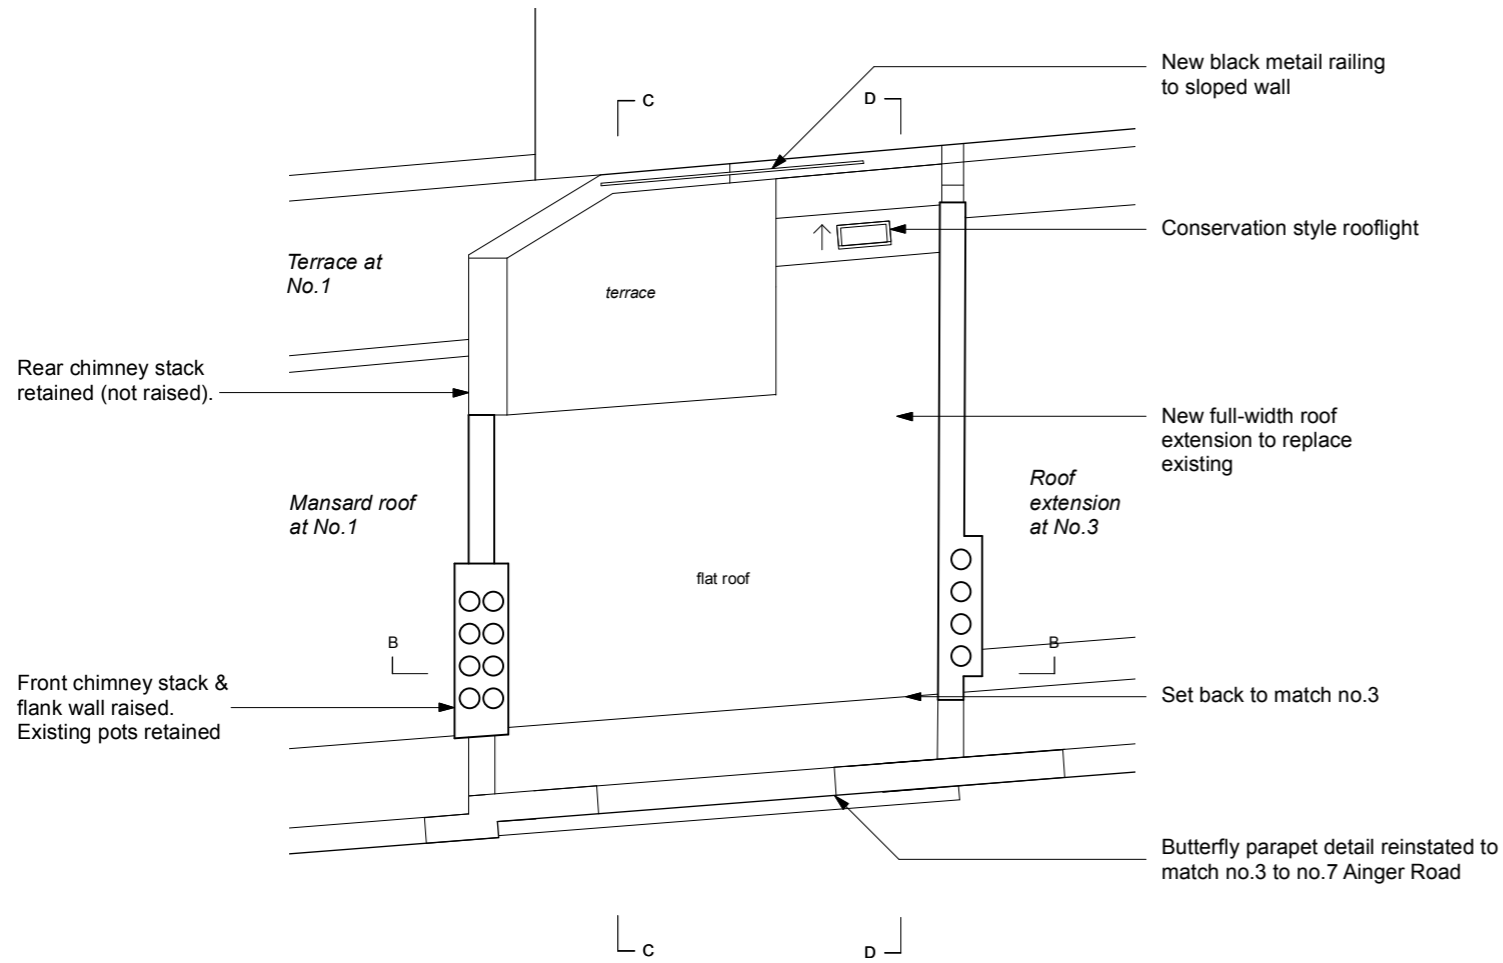 New black metail railing
to sloped wall
C
D
Conservation style rooflight
Terrace at
No.1
terrace
Rear chimney stack
retained (not raised).
New full-width roof
extension to replace
existing
Mansard roof
at No.1
Roof
extension
at No.3
flat roof
B
B
Front chimney stack &
flank wall raised.
Existing pots retained
Set back to match no.3
Butterfly parapet detail reinstated to
match no.3 to no.7 Ainger Road
C
D